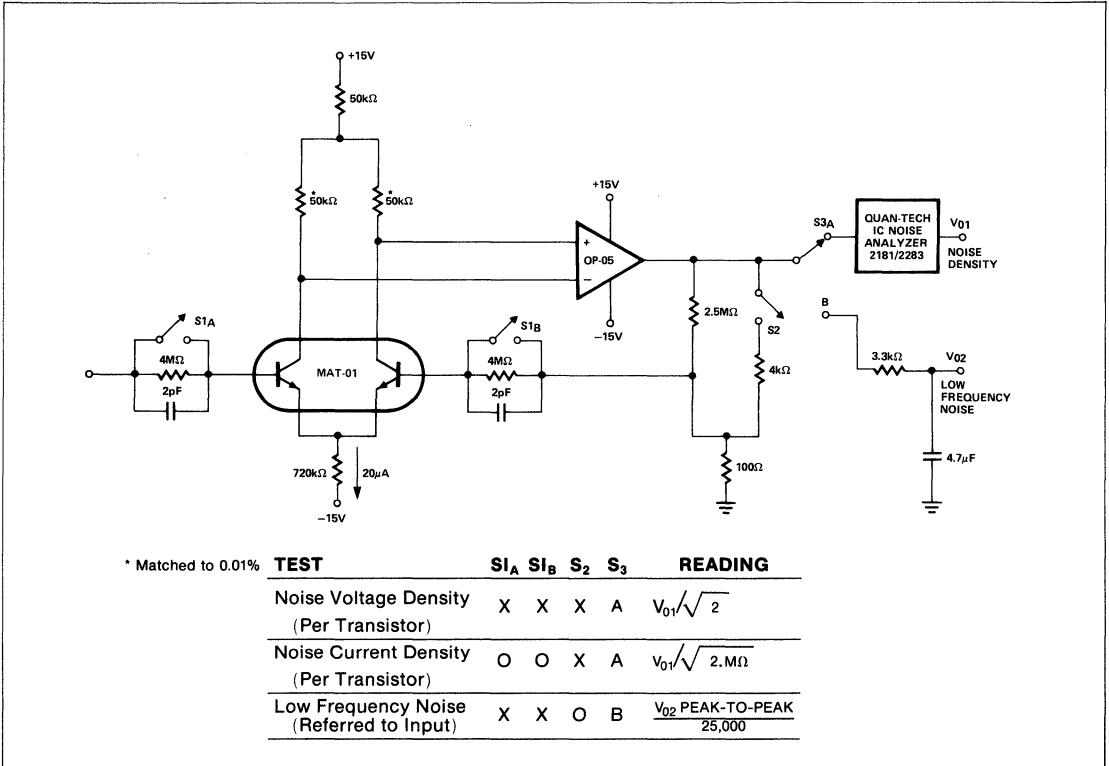 +15V
50kΩ
* 50kΩ
* 50kΩ
+15V
+
OP-05
−
−15V
S3A
QUAN-TECH
IC NOISE
ANALYZER
2181/2283
V01
NOISE
DENSITY
S1A
4MΩ
2pF
MAT-01
S1B
4MΩ
2pF
2.5MΩ
S2
4kΩ
B
3.3kΩ
V02
LOW
FREQUENCY
NOISE
720kΩ
20μA
−15V
100Ω
4.7μF
* Matched to 0.01%
TEST SIA SIB S2 S3 READING
Noise Voltage Density X X X A V01/√2
(Per Transistor)
Noise Current Density O O X A V01/√2.MΩ
(Per Transistor)
Low Frequency Noise X X O B V02 PEAK-TO-PEAK
(Referred to Input) 25,000